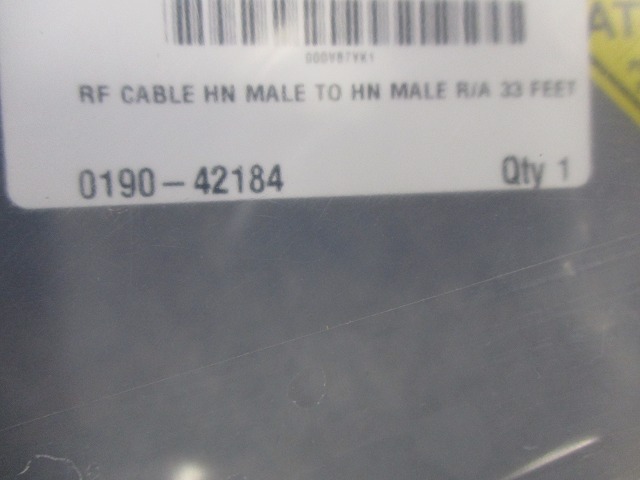 RF CABLE HN MALE TO HN MALE R/A 33 FEET
0190-42184 Qty 1